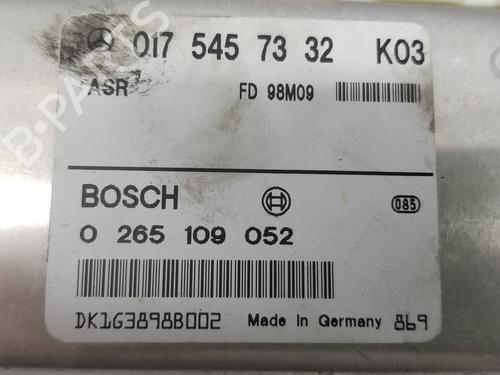 017 545 73 32 K03
ASR FD 98M09
BOSCH 085
0 265 109 052
DK1G38988002
Made in Germany 869
B-PARTS